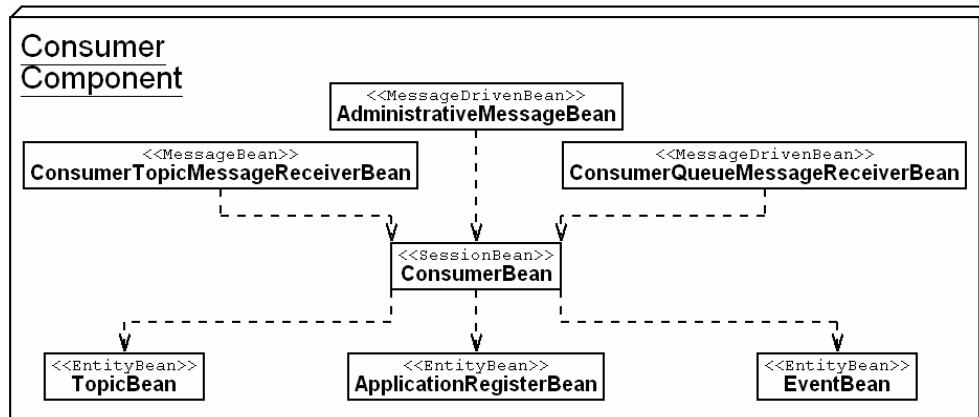 Consumer
Component
<<MessageDrivenBean>>
AdministrativeMessageBean
<<MessageBean>>
ConsumerTopicMessageReceiverBean
<<MessageDrivenBean>>
ConsumerQueueMessageReceiverBean
<<SessionBean>>
ConsumerBean
<<EntityBean>>
TopicBean
<<EntityBean>>
ApplicationRegisterBean
<<EntityBean>>
EventBean